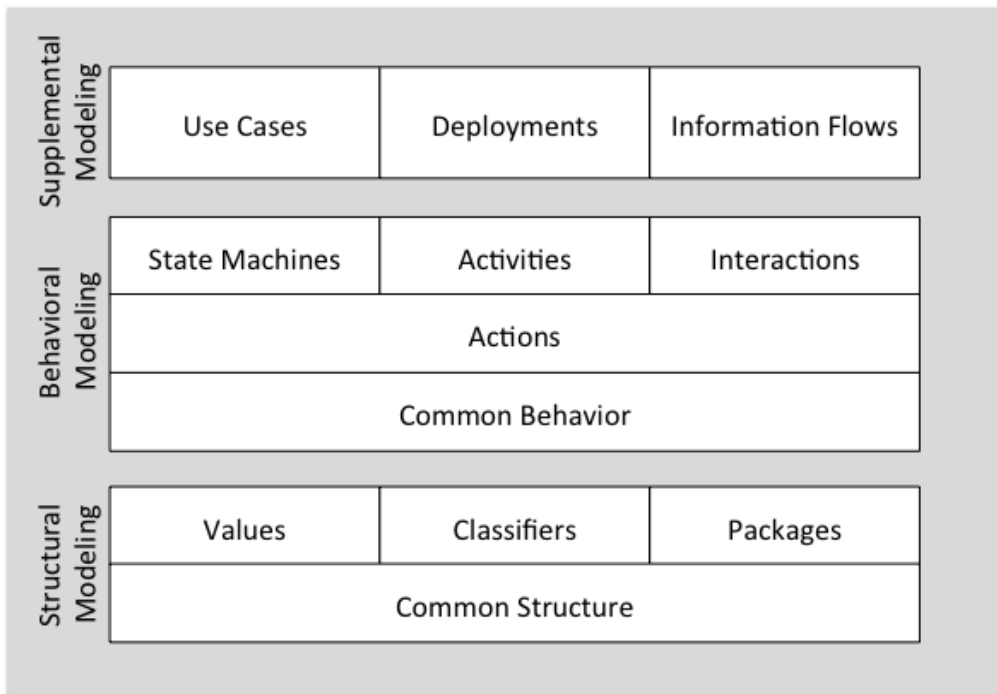 Supplemental
Modeling
Use Cases
Deployments
Information Flows
Behavioral
Modeling
State Machines
Activities
Interactions
Actions
Common Behavior
Structural
Modeling
Values
Classifiers
Packages
Common Structure